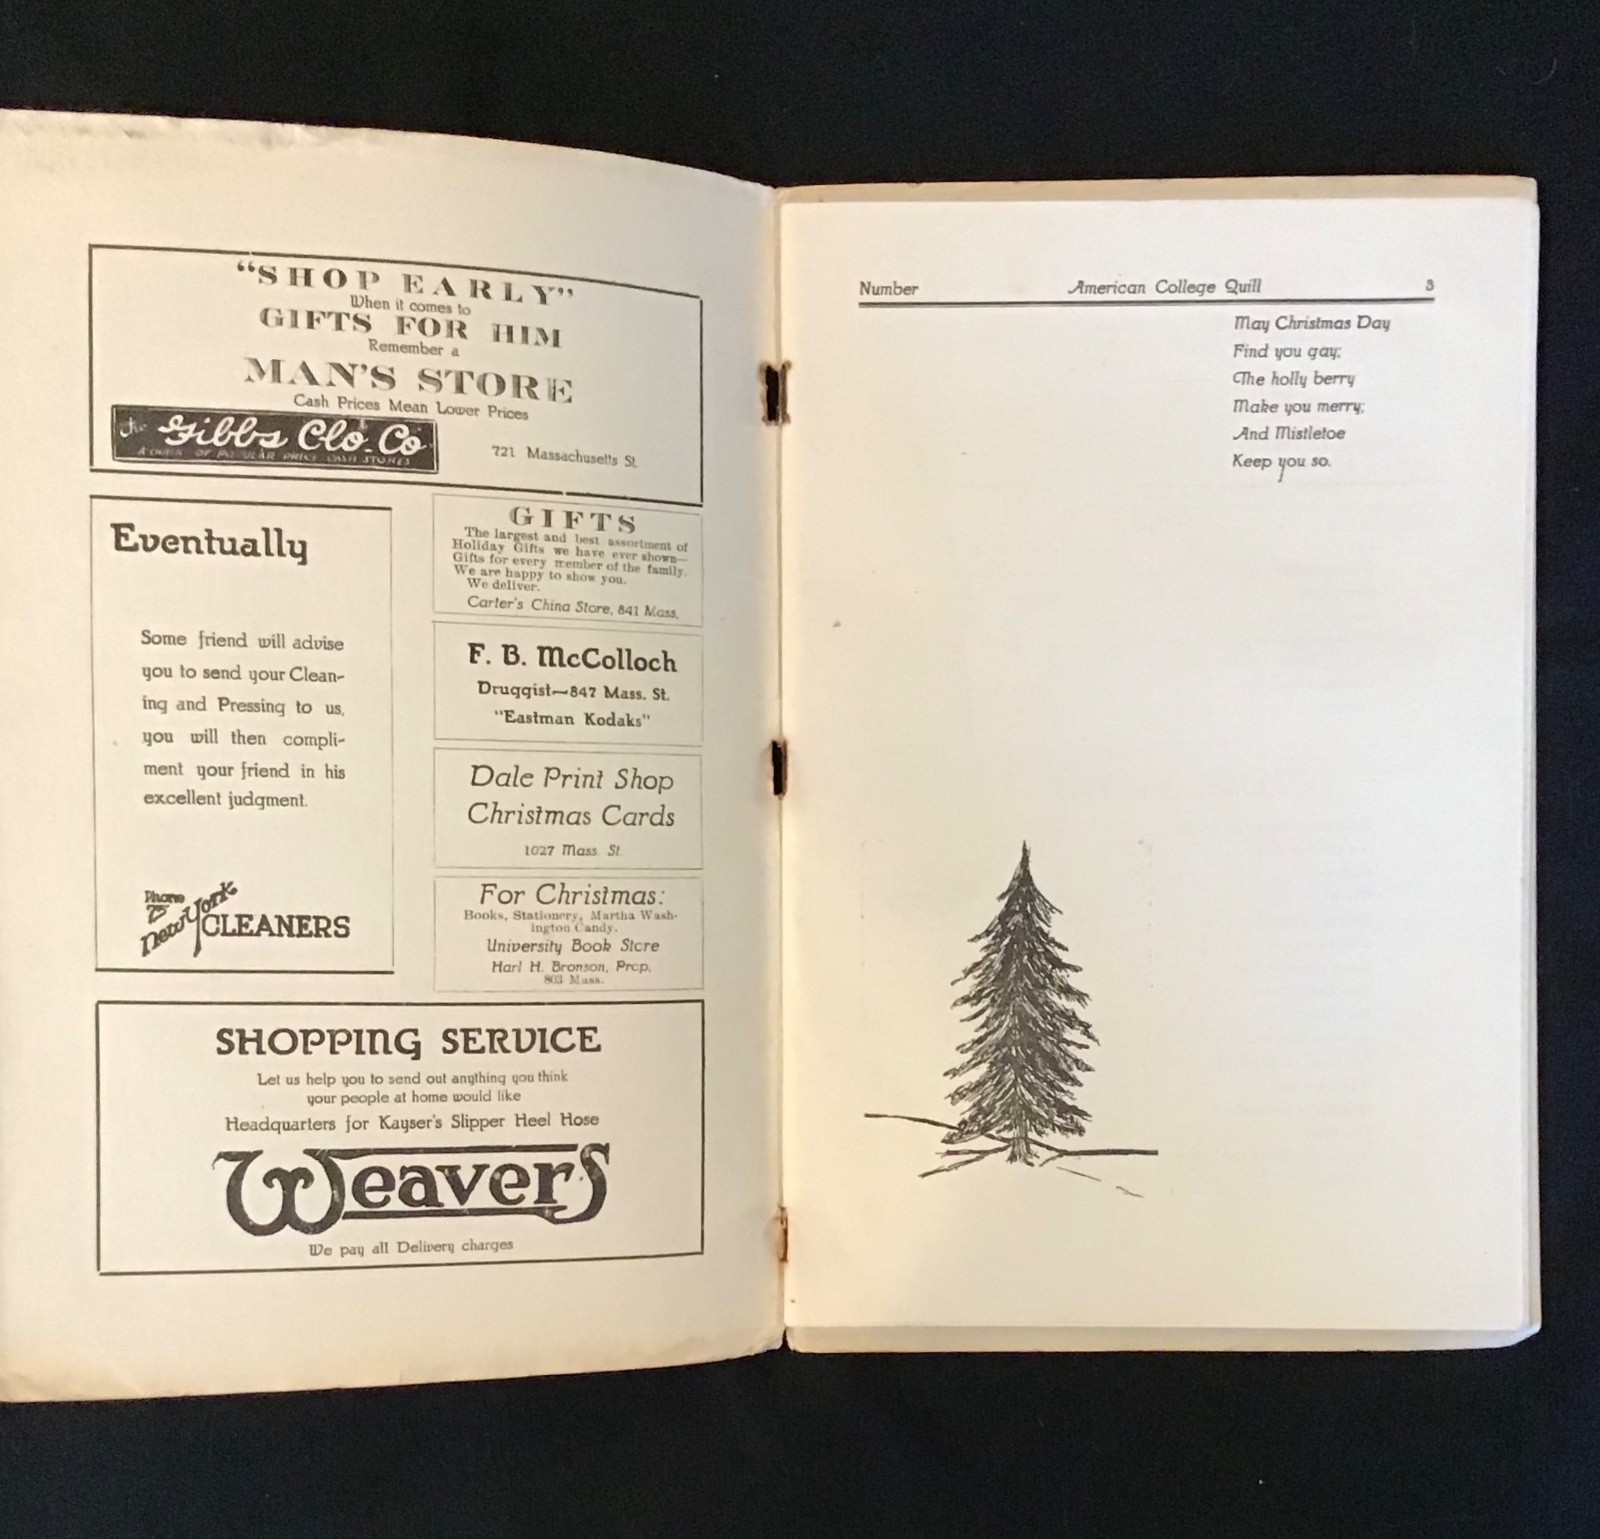 “SHOP EARLY”
When it comes to
GIFTS FOR HIM
Remember a
MAN'S STORE
Cash Prices Mean Lower Prices
the Gibbs Clo. Co
A CHAIN OF POPULAR PRICE CASH STORES
721 Massachusetts St.
Eventually
Some friend will advise
you to send your Clean-
ing and Pressing to us,
you will then compli-
ment your friend in his
excellent judgment.
Phone
75
New York
CLEANERS
GIFTS
The largest and best assortment of
Holiday Gifts we have ever shown—
Gifts for every member of the family.
We are happy to show you.
We deliver.
Carter's China Store, 841 Mass.
F. B. McColloch
Druggist—847 Mass. St.
"Eastman Kodaks"
Dale Print Shop
Christmas Cards
1027 Mass. St.
For Christmas:
Books, Stationery, Martha Wash-
ington Candy.
University Book Store
Harl H. Bronson, Prop.
803 Mass.
SHOPPING SERVICE
Let us help you to send out anything you think
your people at home would like
Headquarters for Kayser's Slipper Heel Hose
Weavers
We pay all Delivery charges
Number American College Quill 3
May Christmas Day
Find you gay;
The holly berry
Make you merry;
And Mistletoe
Keep you so.